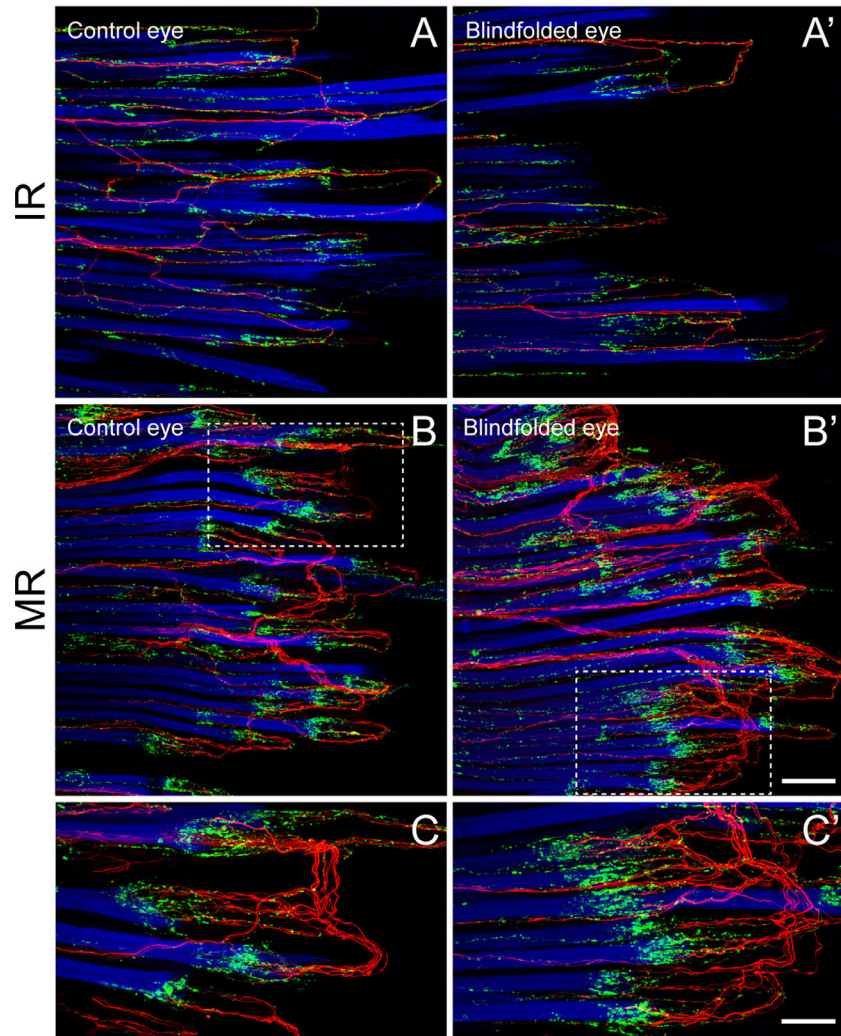 Control eye
A
Blindfolded eye
A’
IR
Control eye
B
Blindfolded eye
B’
MR
C
C’